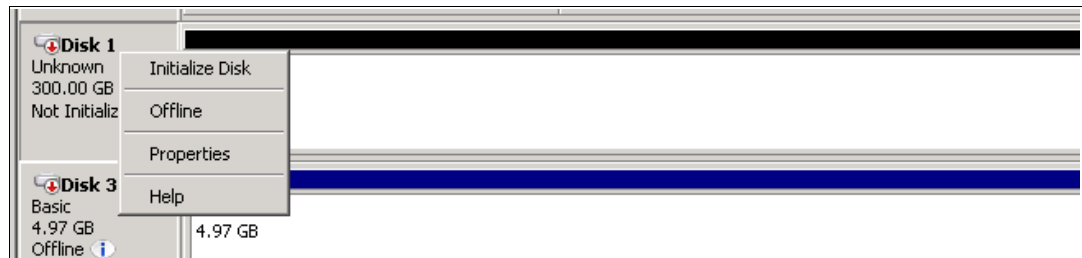 Disk 1
Unknown
300.00 GB
Not Initializ
Initialize Disk
Offline
Properties
Help
Disk 3
Basic
4.97 GB
Offline
4.97 GB